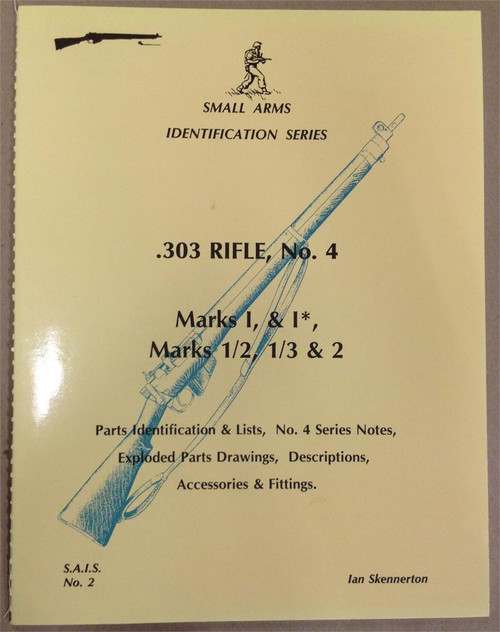 SMALL ARMS
IDENTIFICATION SERIES
.303 RIFLE, No. 4
Marks I, & I*,
Marks 1/2, 1/3 & 2
Parts Identification & Lists, No. 4 Series Notes,
Exploded Parts Drawings, Descriptions,
Accessories & Fittings.
S.A.I.S.
No. 2
Ian Skennerton